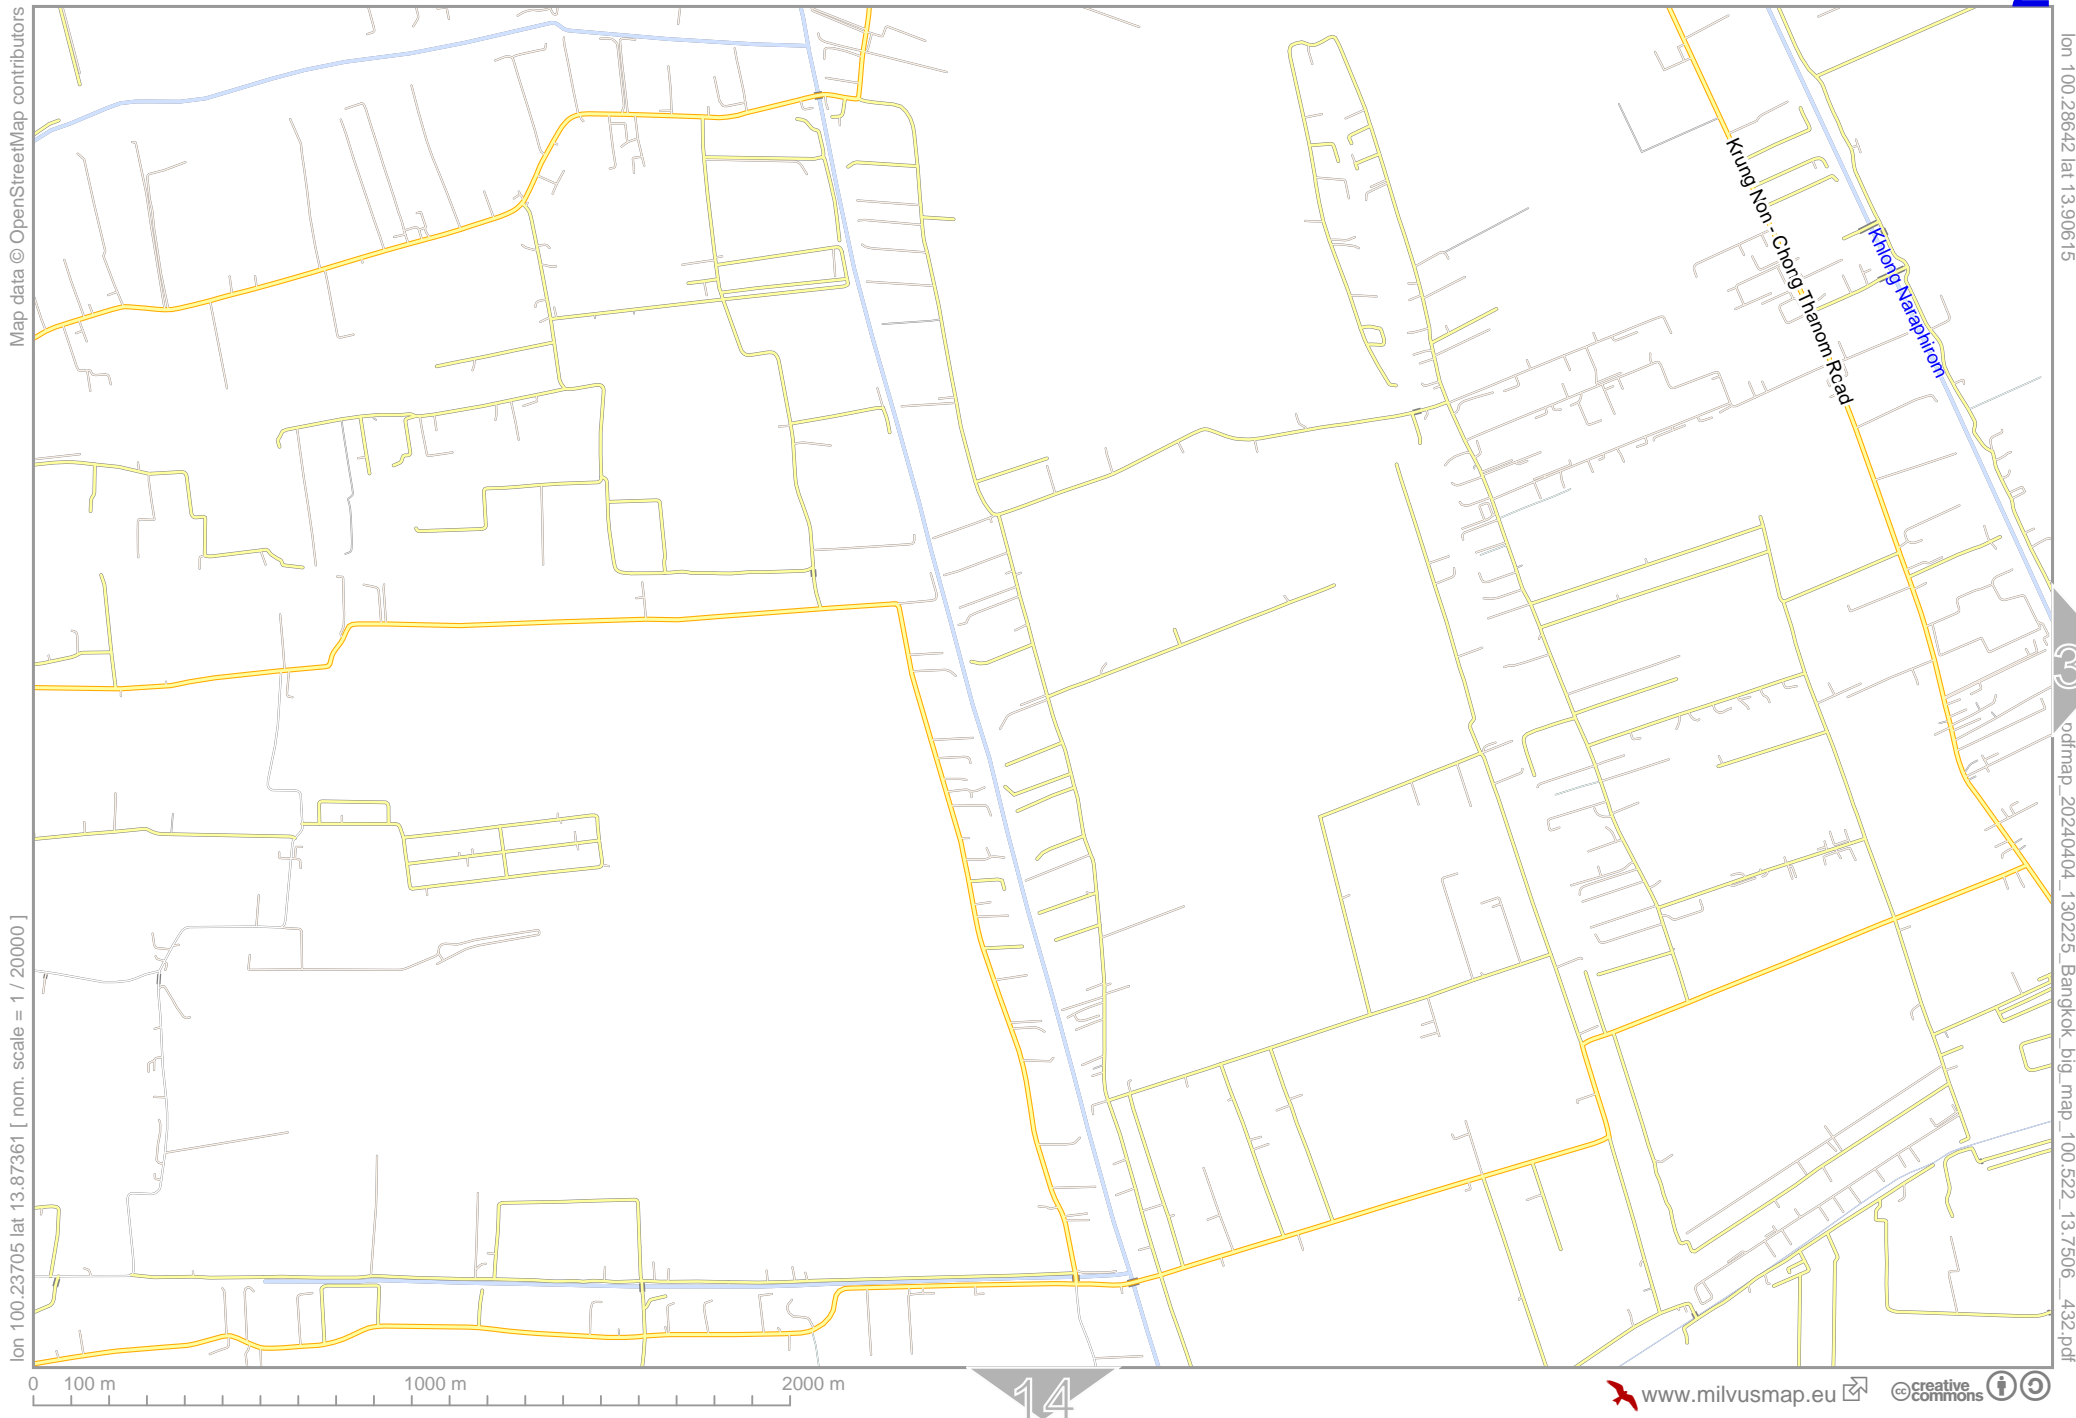 Map data © OpenStreetMap contributors
lon 100.23705 lat 13.87361 [ nom. scale = 1 / 20000 ]
lon 100.28642 lat 13.90615
pdfmap_20240404_130225_Bangkok_big_map_100.522_13.7506__432.pdf
Krung Non - Chong Thanom Road
Khlong Naraphirom
3
0 100 m 1000 m 2000 m
14
www.milvusmap.eu
cc creative commons